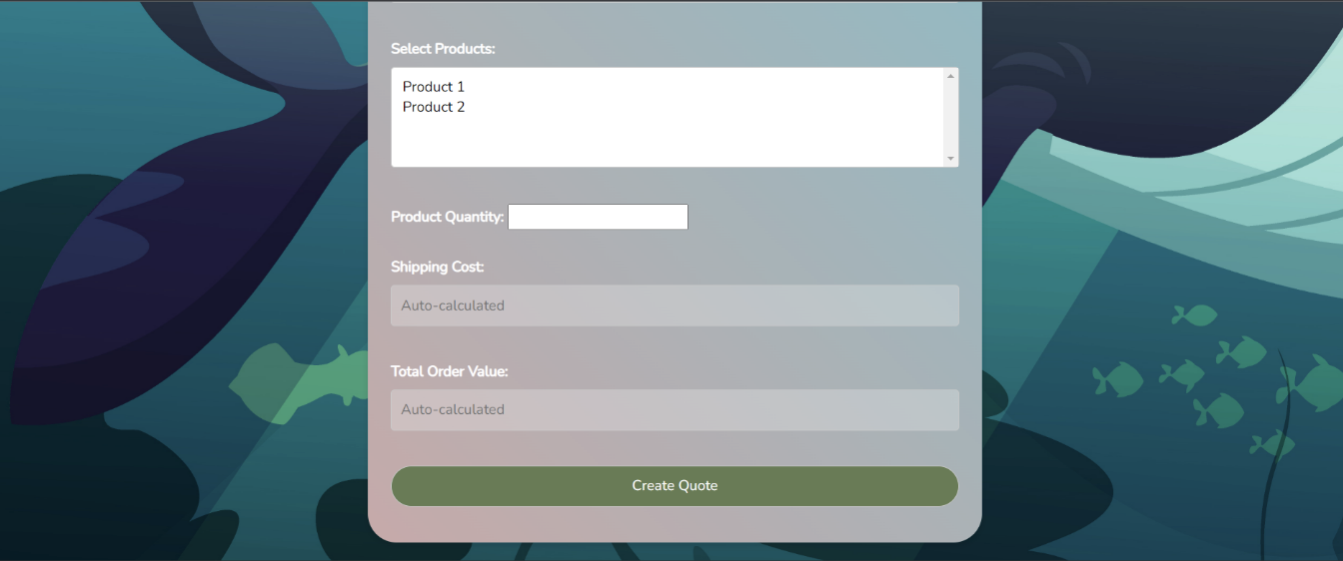 Select Products:
Product 1
Product 2
Product Quantity:
Shipping Cost:
Auto-calculated
Total Order Value:
Auto-calculated
Create Quote